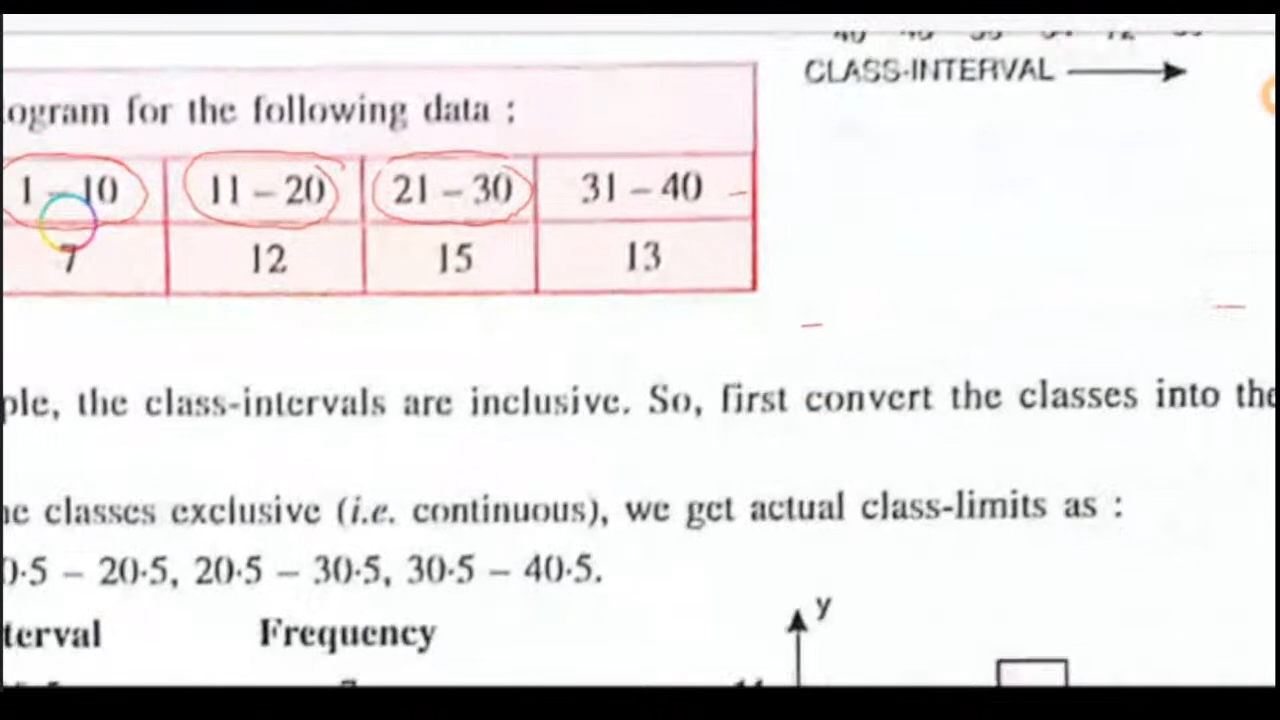 CLASS-INTERVAL
ogram for the following data :
1 – 10 11 – 20 21 – 30 31 – 40
7 12 15 13
ple, the class-intervals are inclusive. So, first convert the classes into the
he classes exclusive (i.e. continuous), we get actual class-limits as :
0·5 – 20·5, 20·5 – 30·5, 30·5 – 40·5.
terval Frequency
y